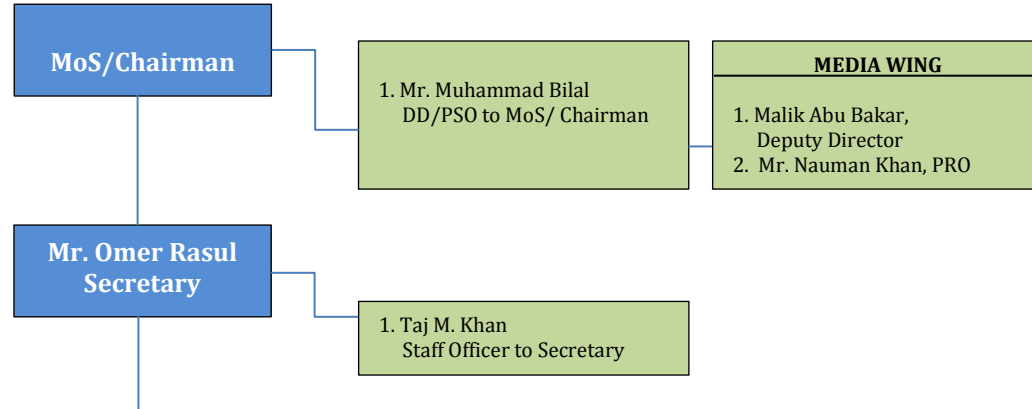 MoS/Chairman
1. Mr. Muhammad Bilal
DD/PSO to MoS/ Chairman
MEDIA WING
1. Malik Abu Bakar,
Deputy Director
2. Mr. Nauman Khan, PRO
Mr. Omer Rasul
Secretary
1. Taj M. Khan
Staff Officer to Secretary